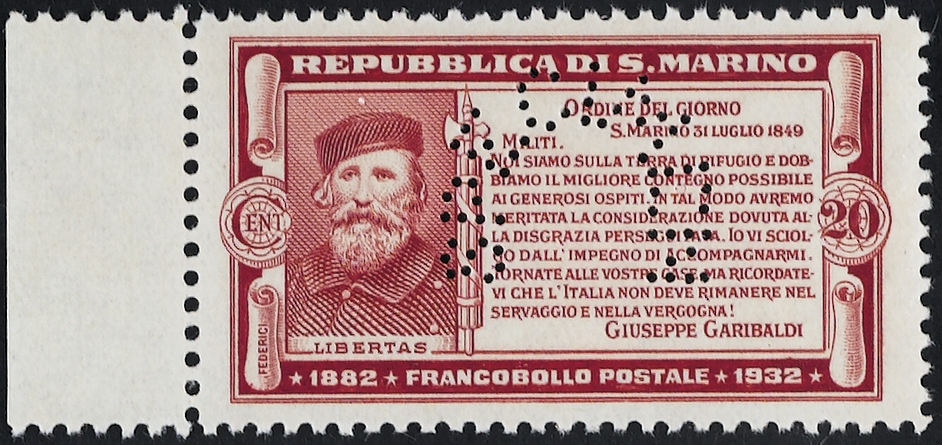 REPUBBLICA DI S. MARINO
ORDINE DEL GIORNO
S. MARINO 31 LUGLIO 1849
MILITI.
NOI SIAMO SULLA TERRA DI RIFUGIO E DOB-
BIAMO IL MIGLIORE CONTEGNO POSSIBILE
AI GENEROSI OSPITI. IN TAL MODO AVREMO
MERITATA LA CONSIDERAZIONE DOVUTA AL-
LA DISGRAZIA PERSEGUITATA. IO VI SCIOL-
GO DALL' IMPEGNO DI ACCOMPAGNARMI.
TORNATE ALLE VOSTRE CASE MA RICORDATE-
VI CHE L'ITALIA NON DEVE RIMANERE NEL
SERVAGGIO E NELLA VERGOGNA!
GIUSEPPE GARIBALDI
CENT
20
FEDERICI
LIBERTAS
★ 1882 ★ FRANCOBOLLO POSTALE ★ 1932 ★